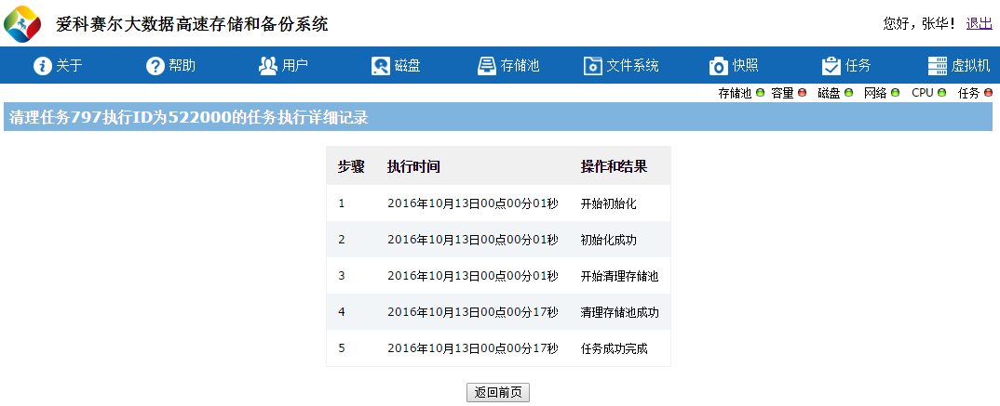 爱科赛尔大数据高速存储和备份系统
您好，张华！ 退出
关于 帮助 用户 磁盘 存储池 文件系统 快照 任务 虚拟机
存储池 容量 磁盘 网络 CPU 任务
清理任务797执行ID为522000的任务执行详细记录
步骤 执行时间 操作和结果
1 2016年10月13日00点00分01秒 开始初始化
2 2016年10月13日00点00分01秒 初始化成功
3 2016年10月13日00点00分01秒 开始清理存储池
4 2016年10月13日00点00分17秒 清理存储池成功
5 2016年10月13日00点00分17秒 任务成功完成
返回前页